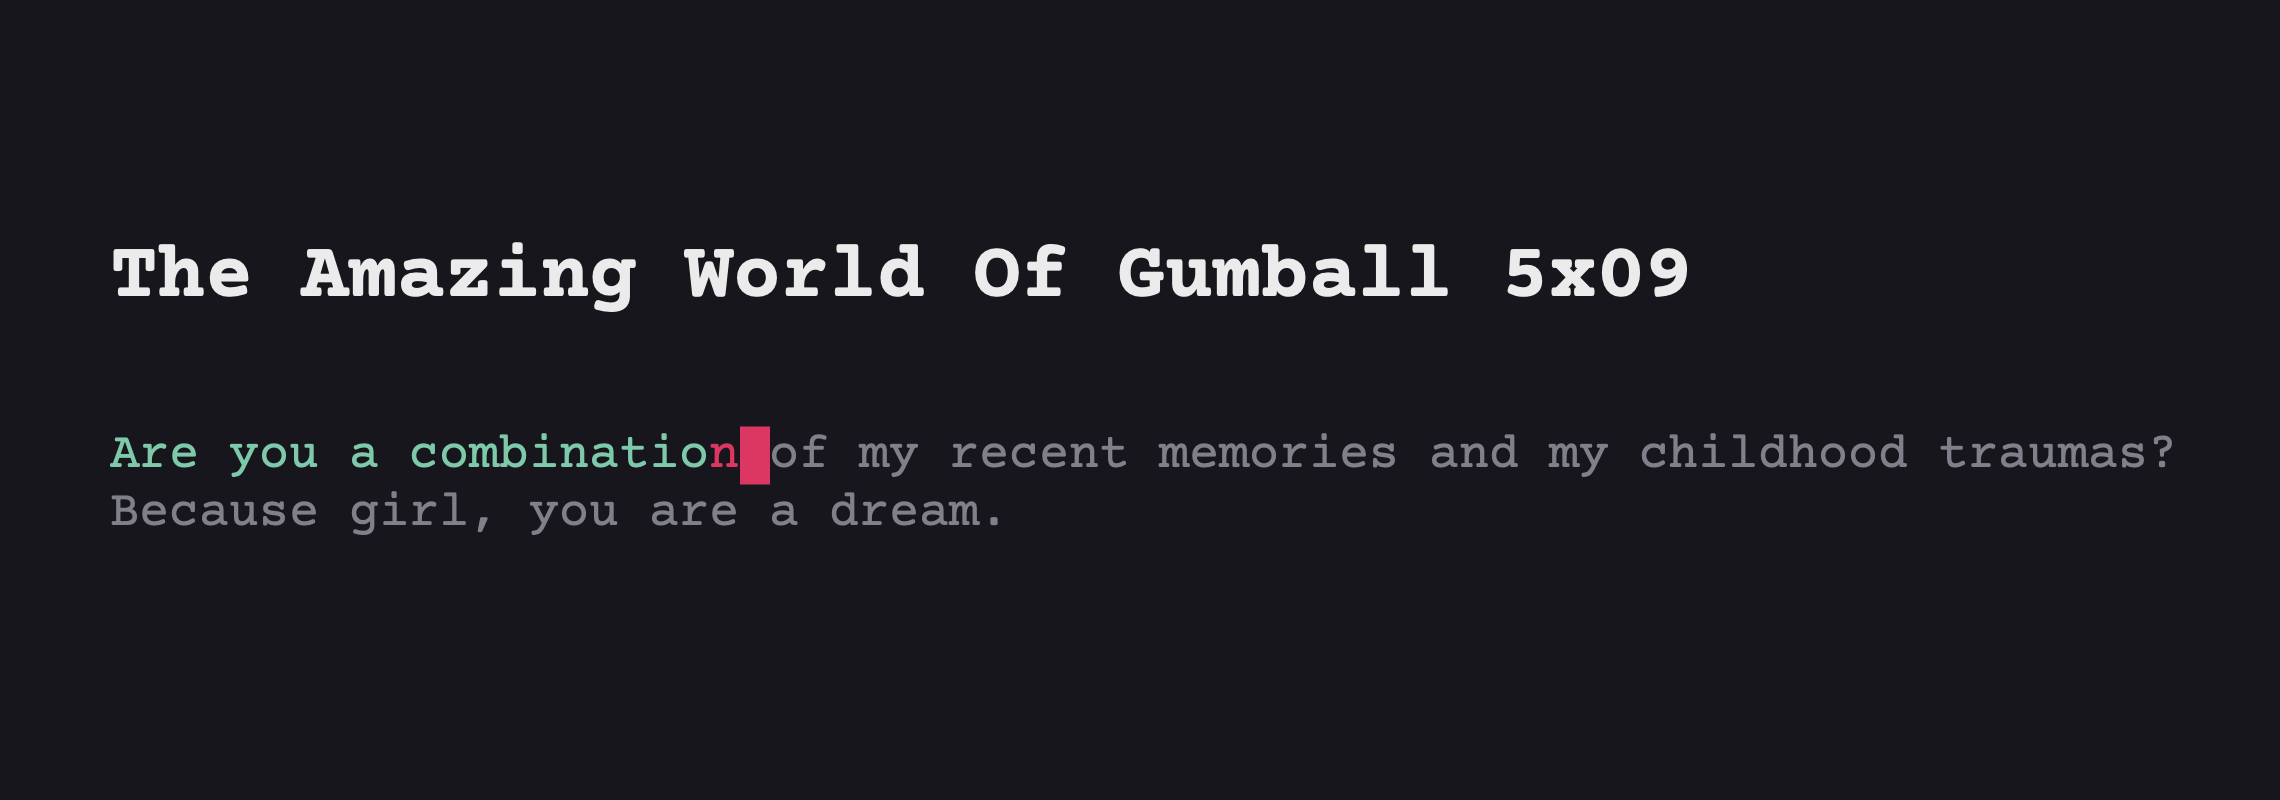 The Amazing World Of Gumball 5x09
Are you a combination of my recent memories and my childhood traumas?
Because girl, you are a dream.